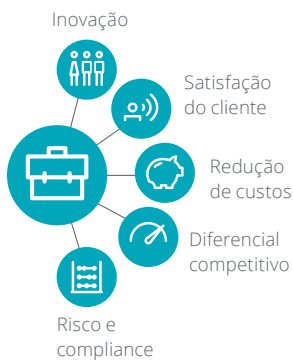 Inovação
Satisfação
do cliente
Redução
de custos
Diferencial
competitivo
Risco e
compliance